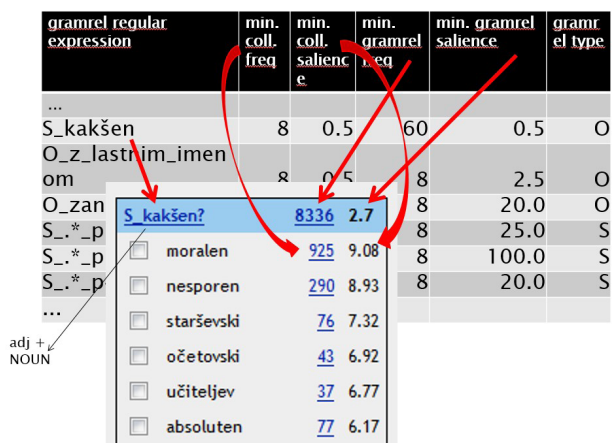 gramrel regular expression min. coll. freq min. coll. salience min. gramrel freq min. gramrel salience gramrel type
...
S_kakšen 8 0.5 60 0.5 O
O_z_lastnim_imenom 8 0.5 8 2.5 O
O_zan 8 20.0 O
S_.*_p 8 25.0 S
S_.*_p 8 100.0 S
S_.*_p 8 20.0 S
...
S_kakšen? 8336 2.7
moralen 925 9.08
nesporen 290 8.93
starševski 76 7.32
očetovski 43 6.92
učiteljev 37 6.77
absoluten 77 6.17
adj +
NOUN